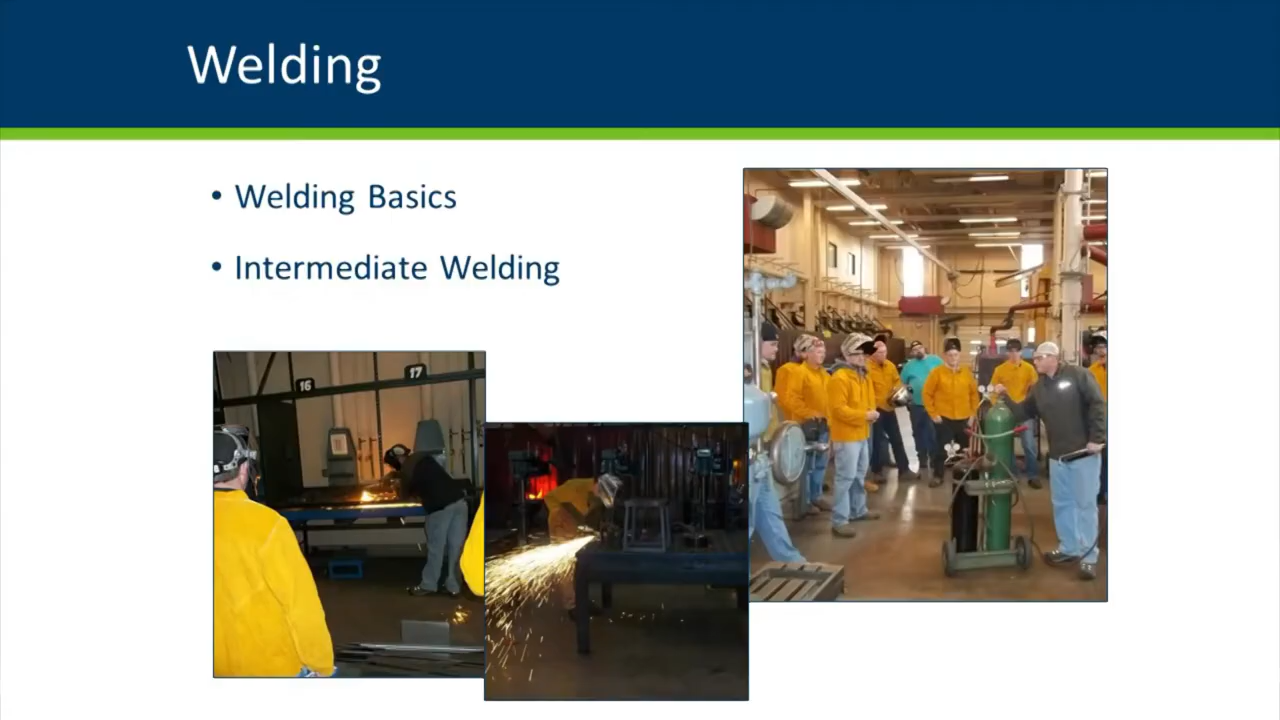 Welding
• Welding Basics
• Intermediate Welding
16
17